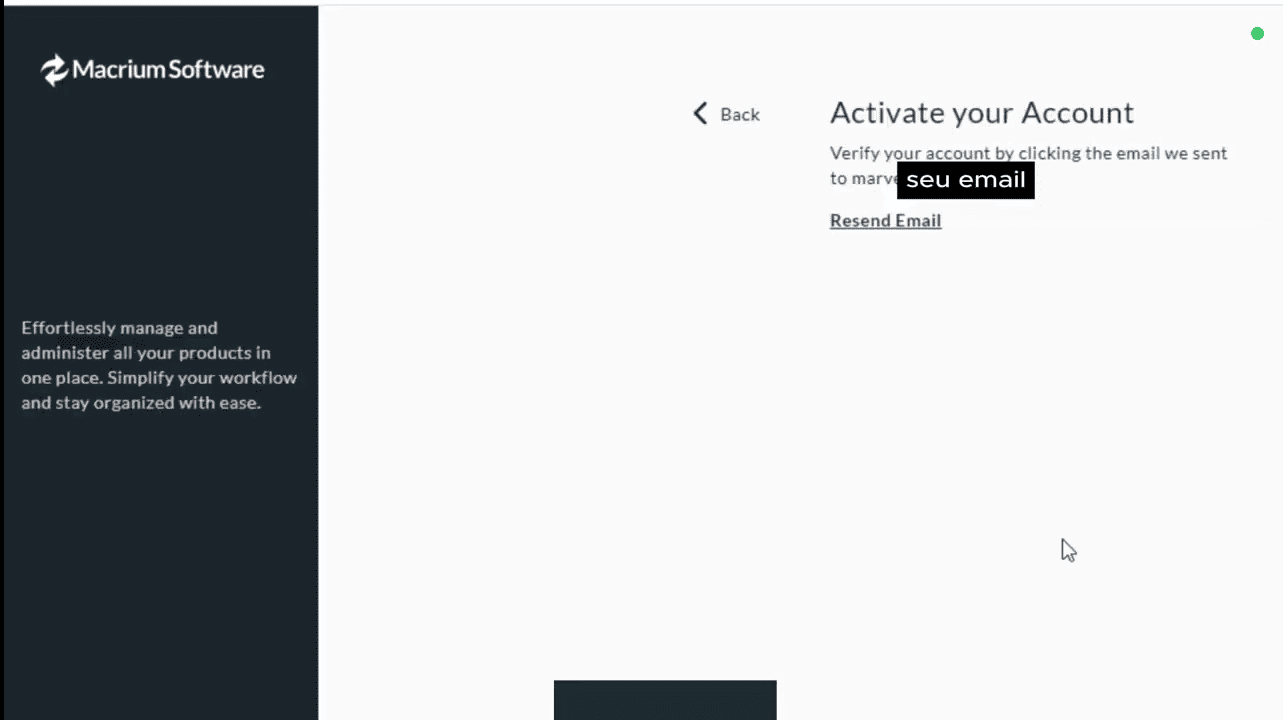 Macrium Software
Back
Activate your Account
Verify your account by clicking the email we sent
to marve
seu email
Resend Email
Effortlessly manage and
administer all your products in
one place. Simplify your workflow
and stay organized with ease.